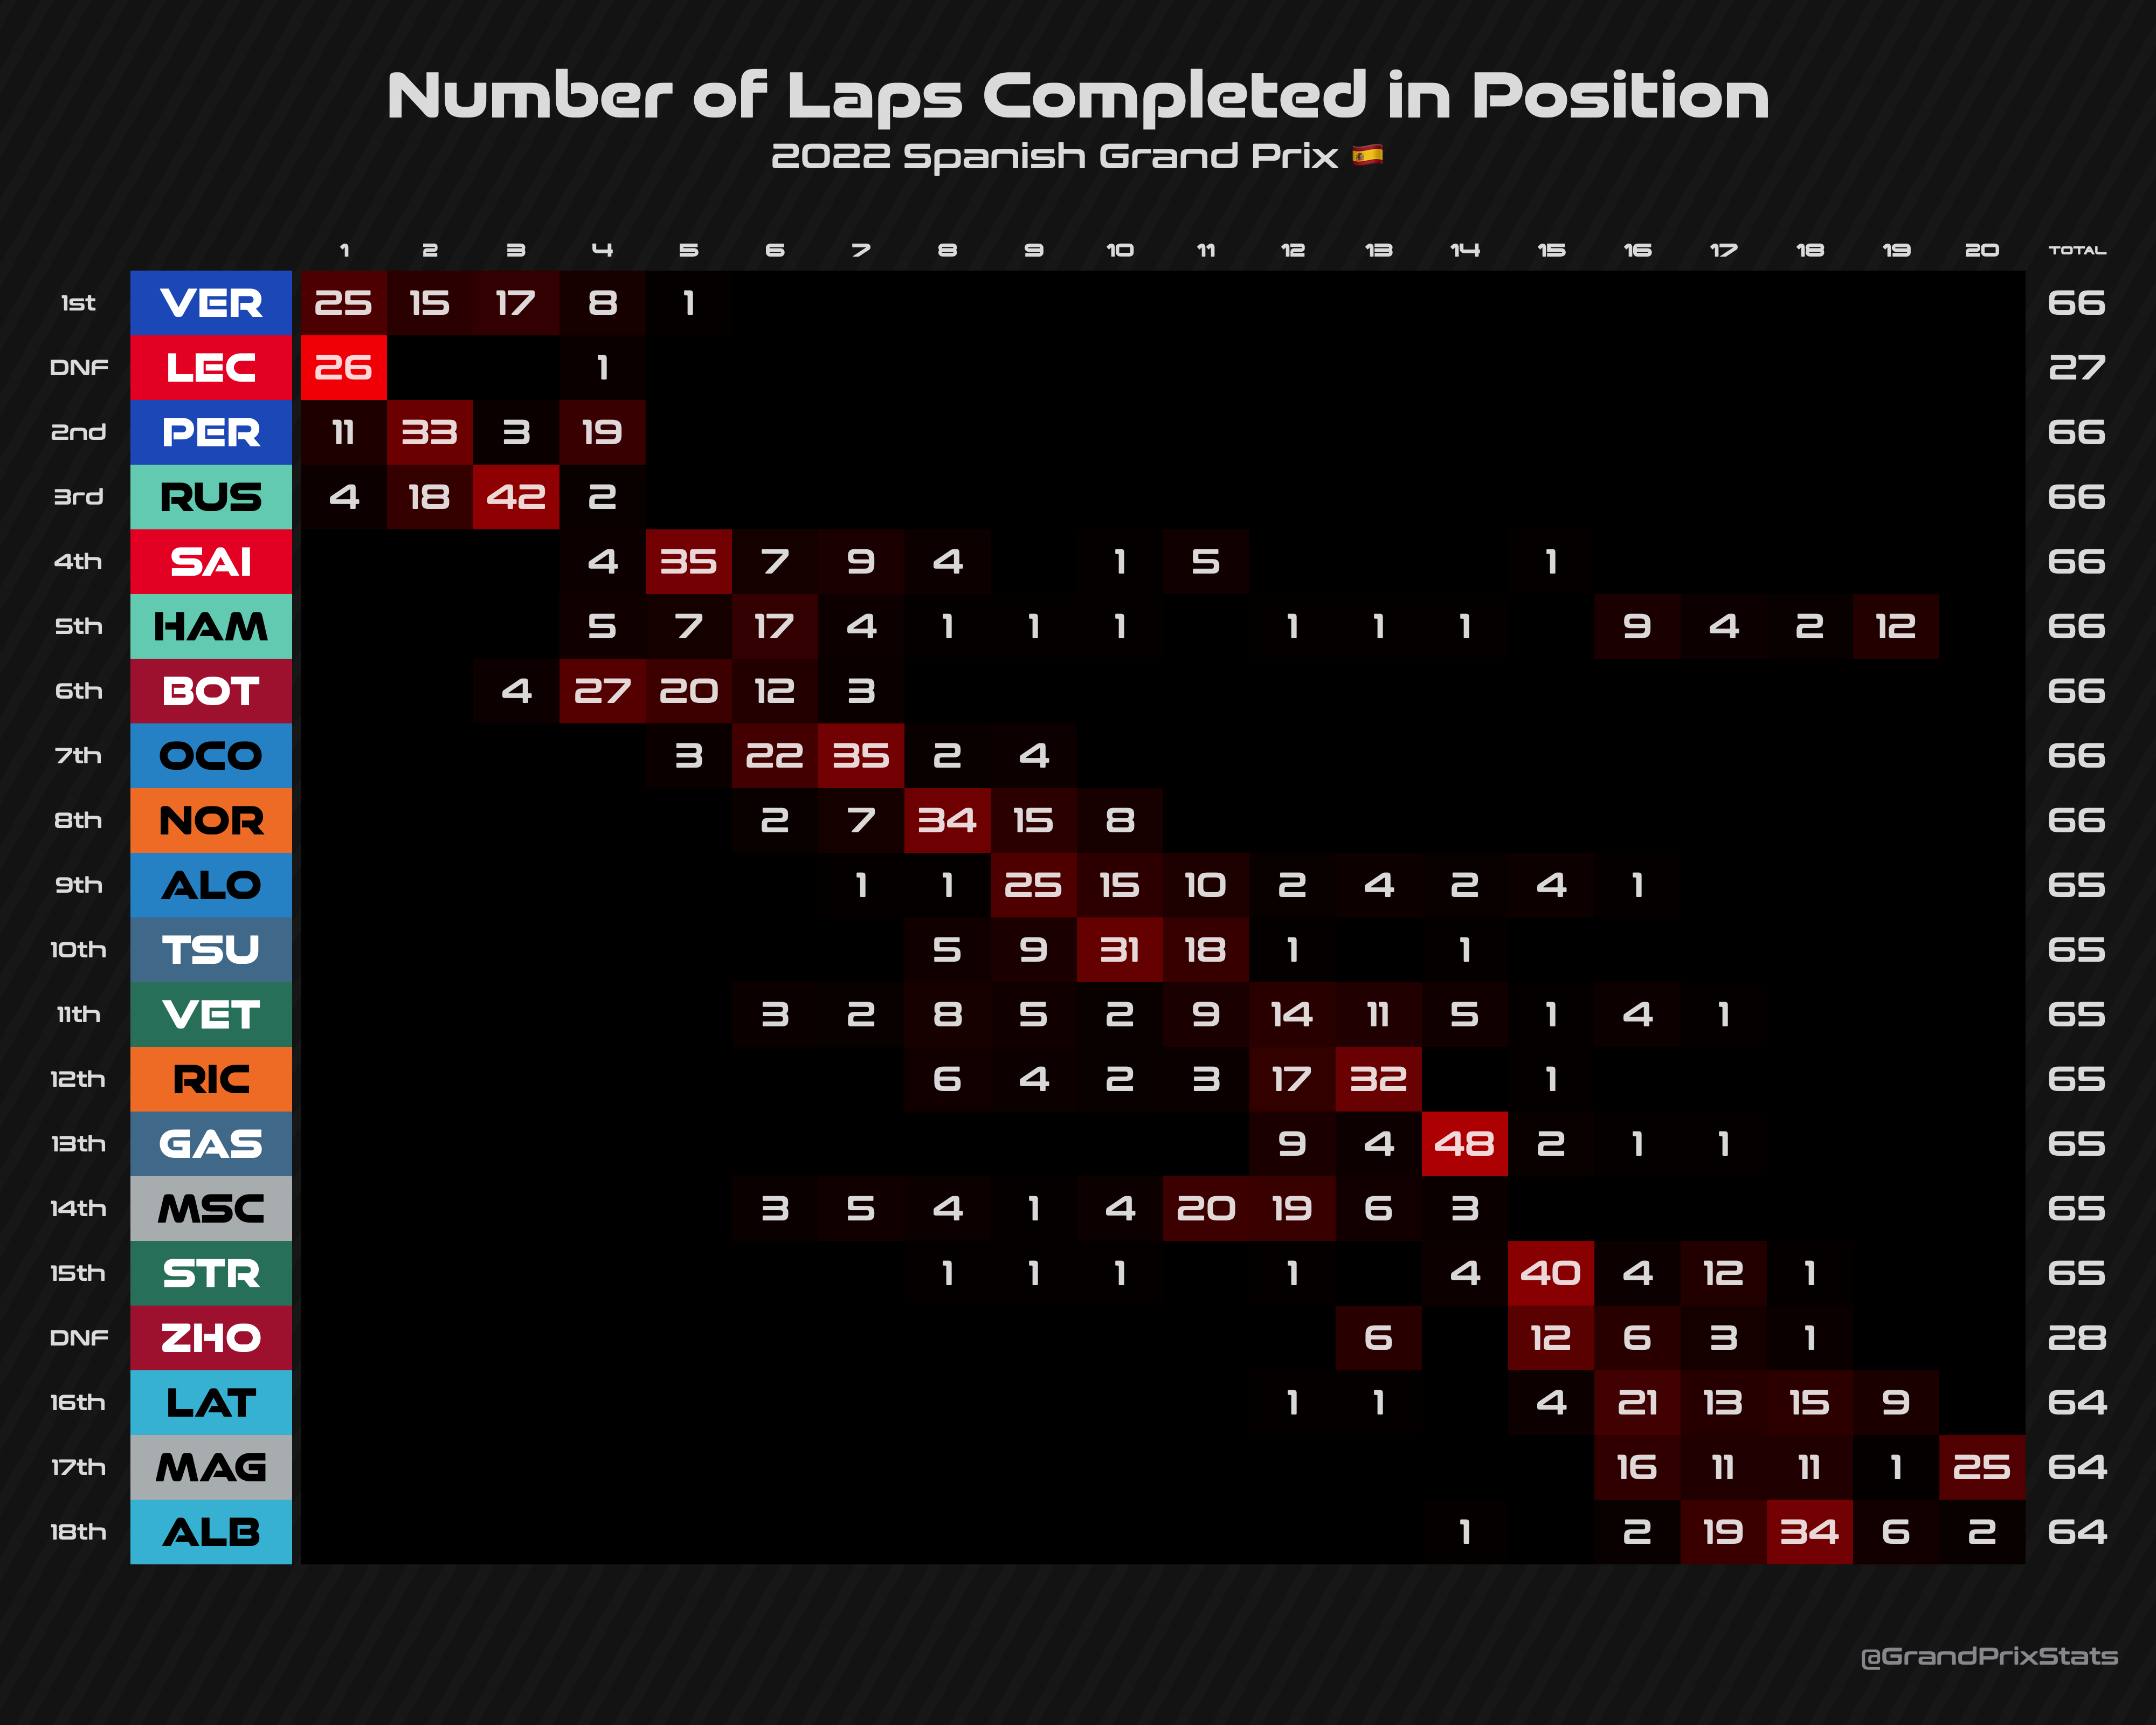 Number of Laps Completed in Position
2022 Spanish Grand Prix 🇪🇸
1 2 3 4 5 6 7 8 9 10 11 12 13 14 15 16 17 18 19 20 TOTAL
1st VER 25 15 17 8 1 66
DNF LEC 26 1 27
2nd PER 11 33 3 19 66
3rd RUS 4 18 42 2 66
4th SAI 4 35 7 9 4 1 5 1 66
5th HAM 5 7 17 4 1 1 1 1 1 1 9 4 2 12 66
6th BOT 4 27 20 12 3 66
7th OCO 3 22 35 2 4 66
8th NOR 2 7 34 15 8 66
9th ALO 1 1 25 15 10 2 4 2 4 1 65
10th TSU 5 9 31 18 1 1 65
11th VET 3 2 8 5 2 9 14 11 5 1 4 1 65
12th RIC 6 4 2 3 17 32 1 65
13th GAS 9 4 48 2 1 1 65
14th MSC 3 5 4 1 4 20 19 6 3 65
15th STR 1 1 1 1 4 40 4 12 1 65
DNF ZHO 6 12 6 3 1 28
16th LAT 1 1 4 21 13 15 9 64
17th MAG 16 11 11 1 25 64
18th ALB 1 2 19 34 6 2 64
@GrandPrixStats